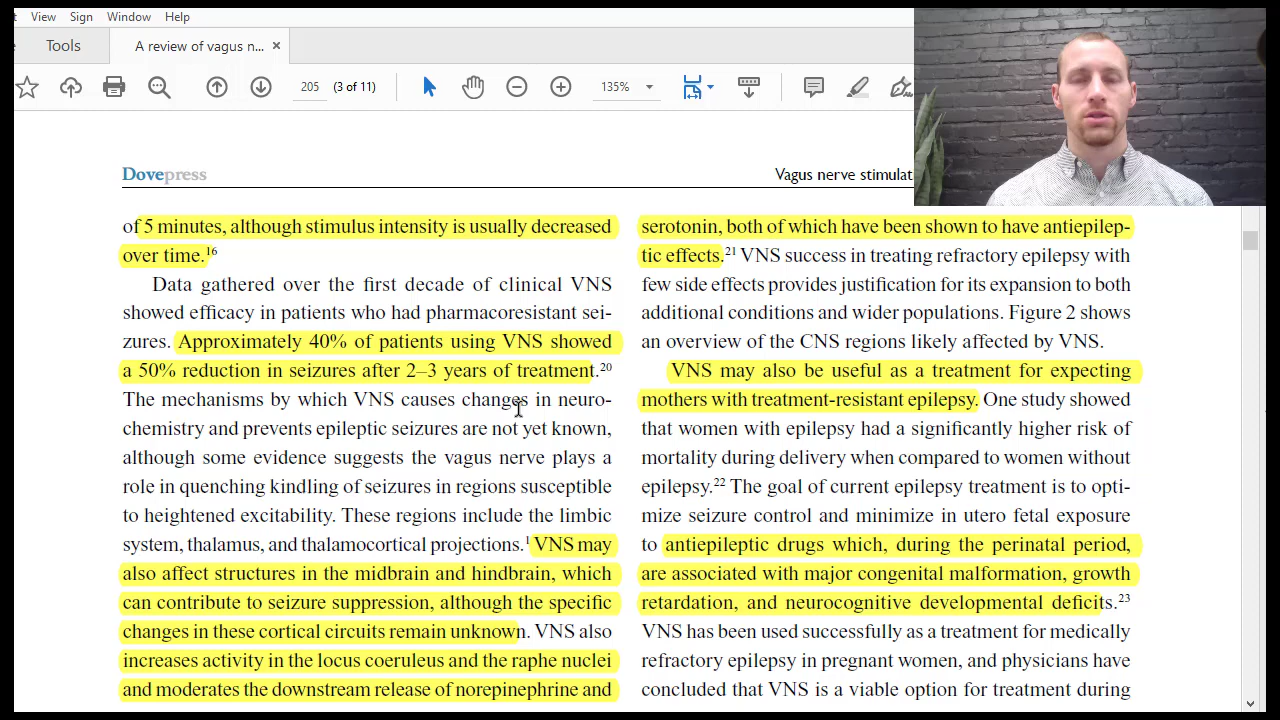 View Sign Window Help
Tools
A review of vagus n... ×
205 (3 of 11)
135%
Dovepress
Vagus nerve stimulat
of 5 minutes, although stimulus intensity is usually decreased
over time.16
Data gathered over the first decade of clinical VNS
showed efficacy in patients who had pharmacoresistant sei-
zures. Approximately 40% of patients using VNS showed
a 50% reduction in seizures after 2–3 years of treatment.20
The mechanisms by which VNS causes changes in neuro-
chemistry and prevents epileptic seizures are not yet known,
although some evidence suggests the vagus nerve plays a
role in quenching kindling of seizures in regions susceptible
to heightened excitability. These regions include the limbic
system, thalamus, and thalamocortical projections.1 VNS may
also affect structures in the midbrain and hindbrain, which
can contribute to seizure suppression, although the specific
changes in these cortical circuits remain unknown. VNS also
increases activity in the locus coeruleus and the raphe nuclei
and moderates the downstream release of norepinephrine and
serotonin, both of which have been shown to have antiepilep-
tic effects.21 VNS success in treating refractory epilepsy with
few side effects provides justification for its expansion to both
additional conditions and wider populations. Figure 2 shows
an overview of the CNS regions likely affected by VNS.
VNS may also be useful as a treatment for expecting
mothers with treatment-resistant epilepsy. One study showed
that women with epilepsy had a significantly higher risk of
mortality during delivery when compared to women without
epilepsy.22 The goal of current epilepsy treatment is to opti-
mize seizure control and minimize in utero fetal exposure
to antiepileptic drugs which, during the perinatal period,
are associated with major congenital malformation, growth
retardation, and neurocognitive developmental deficits.23
VNS has been used successfully as a treatment for medically
refractory epilepsy in pregnant women, and physicians have
concluded that VNS is a viable option for treatment during